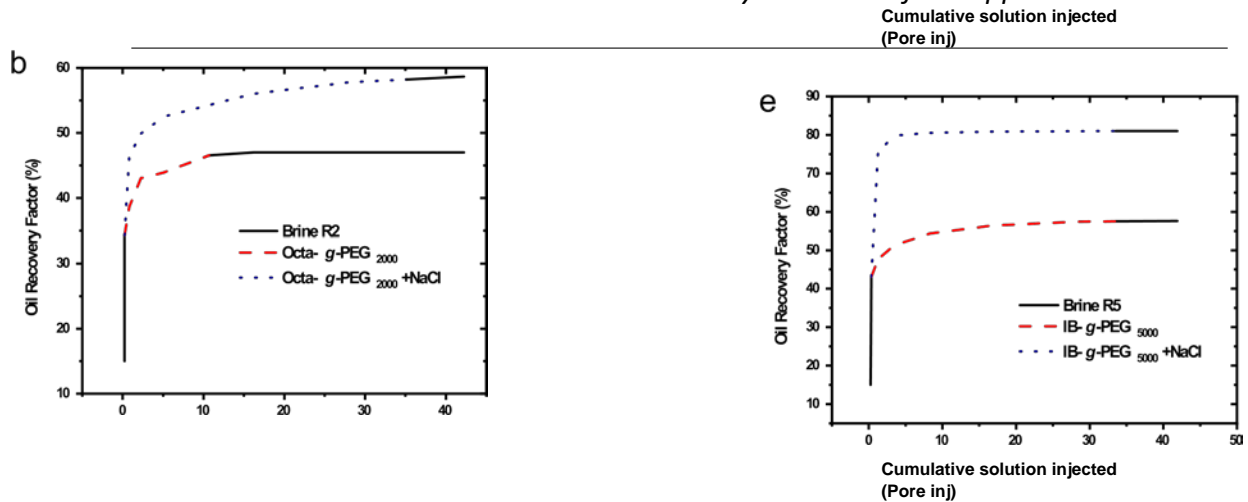 Cumulative solution injected
(Pore inj)
b
60
50
40
30
20
10
Oil Recovery Factor (%)
Brine R2
Octa- g-PEG 2000
Octa- g-PEG 2000 +NaCl
0 10 20 30 40
e
90
80
70
60
50
40
30
20
10
Oil Recovery Factor (%)
Brine R5
IB- g-PEG 5000
IB- g-PEG 5000 +NaCl
0 10 20 30 40 50
Cumulative solution injected
(Pore inj)